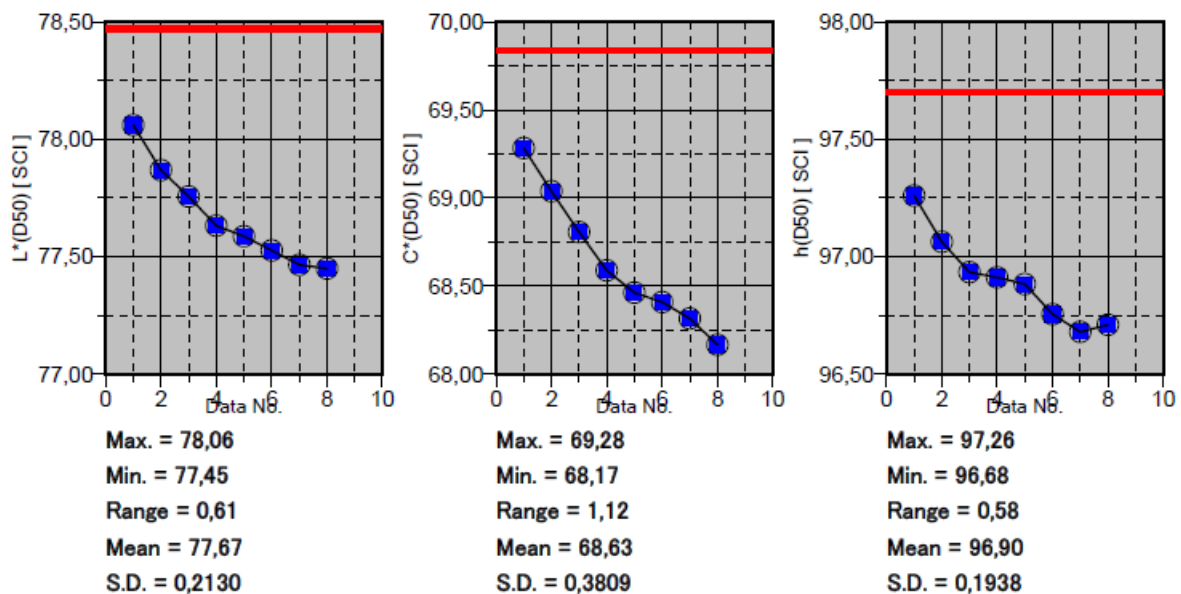 78,50
78,00
77,50
77,00
L*(D50) [ SCI ]
0 2 4 6 8 10
Data No.
Max. = 78,06
Min. = 77,45
Range = 0,61
Mean = 77,67
S.D. = 0,2130
70,00
69,50
69,00
68,50
68,00
C*(D50) [ SCI ]
0 2 4 6 8 10
Data No.
Max. = 69,28
Min. = 68,17
Range = 1,12
Mean = 68,63
S.D. = 0,3809
98,00
97,50
97,00
96,50
h(D50) [ SCI ]
0 2 4 6 8 10
Data No.
Max. = 97,26
Min. = 96,68
Range = 0,58
Mean = 96,90
S.D. = 0,1938